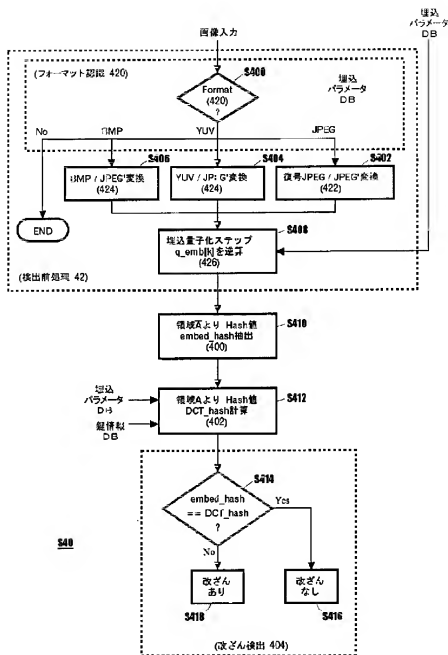 画像入力
埋込
パラメータ
DB
(フォーマット認識 420)
S400
Format
(420)
?
埋込
パラメータ
DB
No
BMP
YUV
JPEG
S406
S404
S402
BMP / JPEG'変換
(424)
YUV / JPEG'変換
(424)
復号JPEG / JPEG'変換
(422)
END
S408
埋込量子化ステップ
q_emb[k]を逆算
(426)
(検出前処理 42)
S410
領域Aより Hash値
embed_hash抽出
(400)
S412
埋込
パラメータ
DB
鍵情報
DB
領域Aより Hash値
DCT_hash計算
(402)
S414
embed_hash
== DCT_hash
?
Yes
No
S40
改ざん
あり
S418
改ざん
なし
S416
(改ざん検出 404)